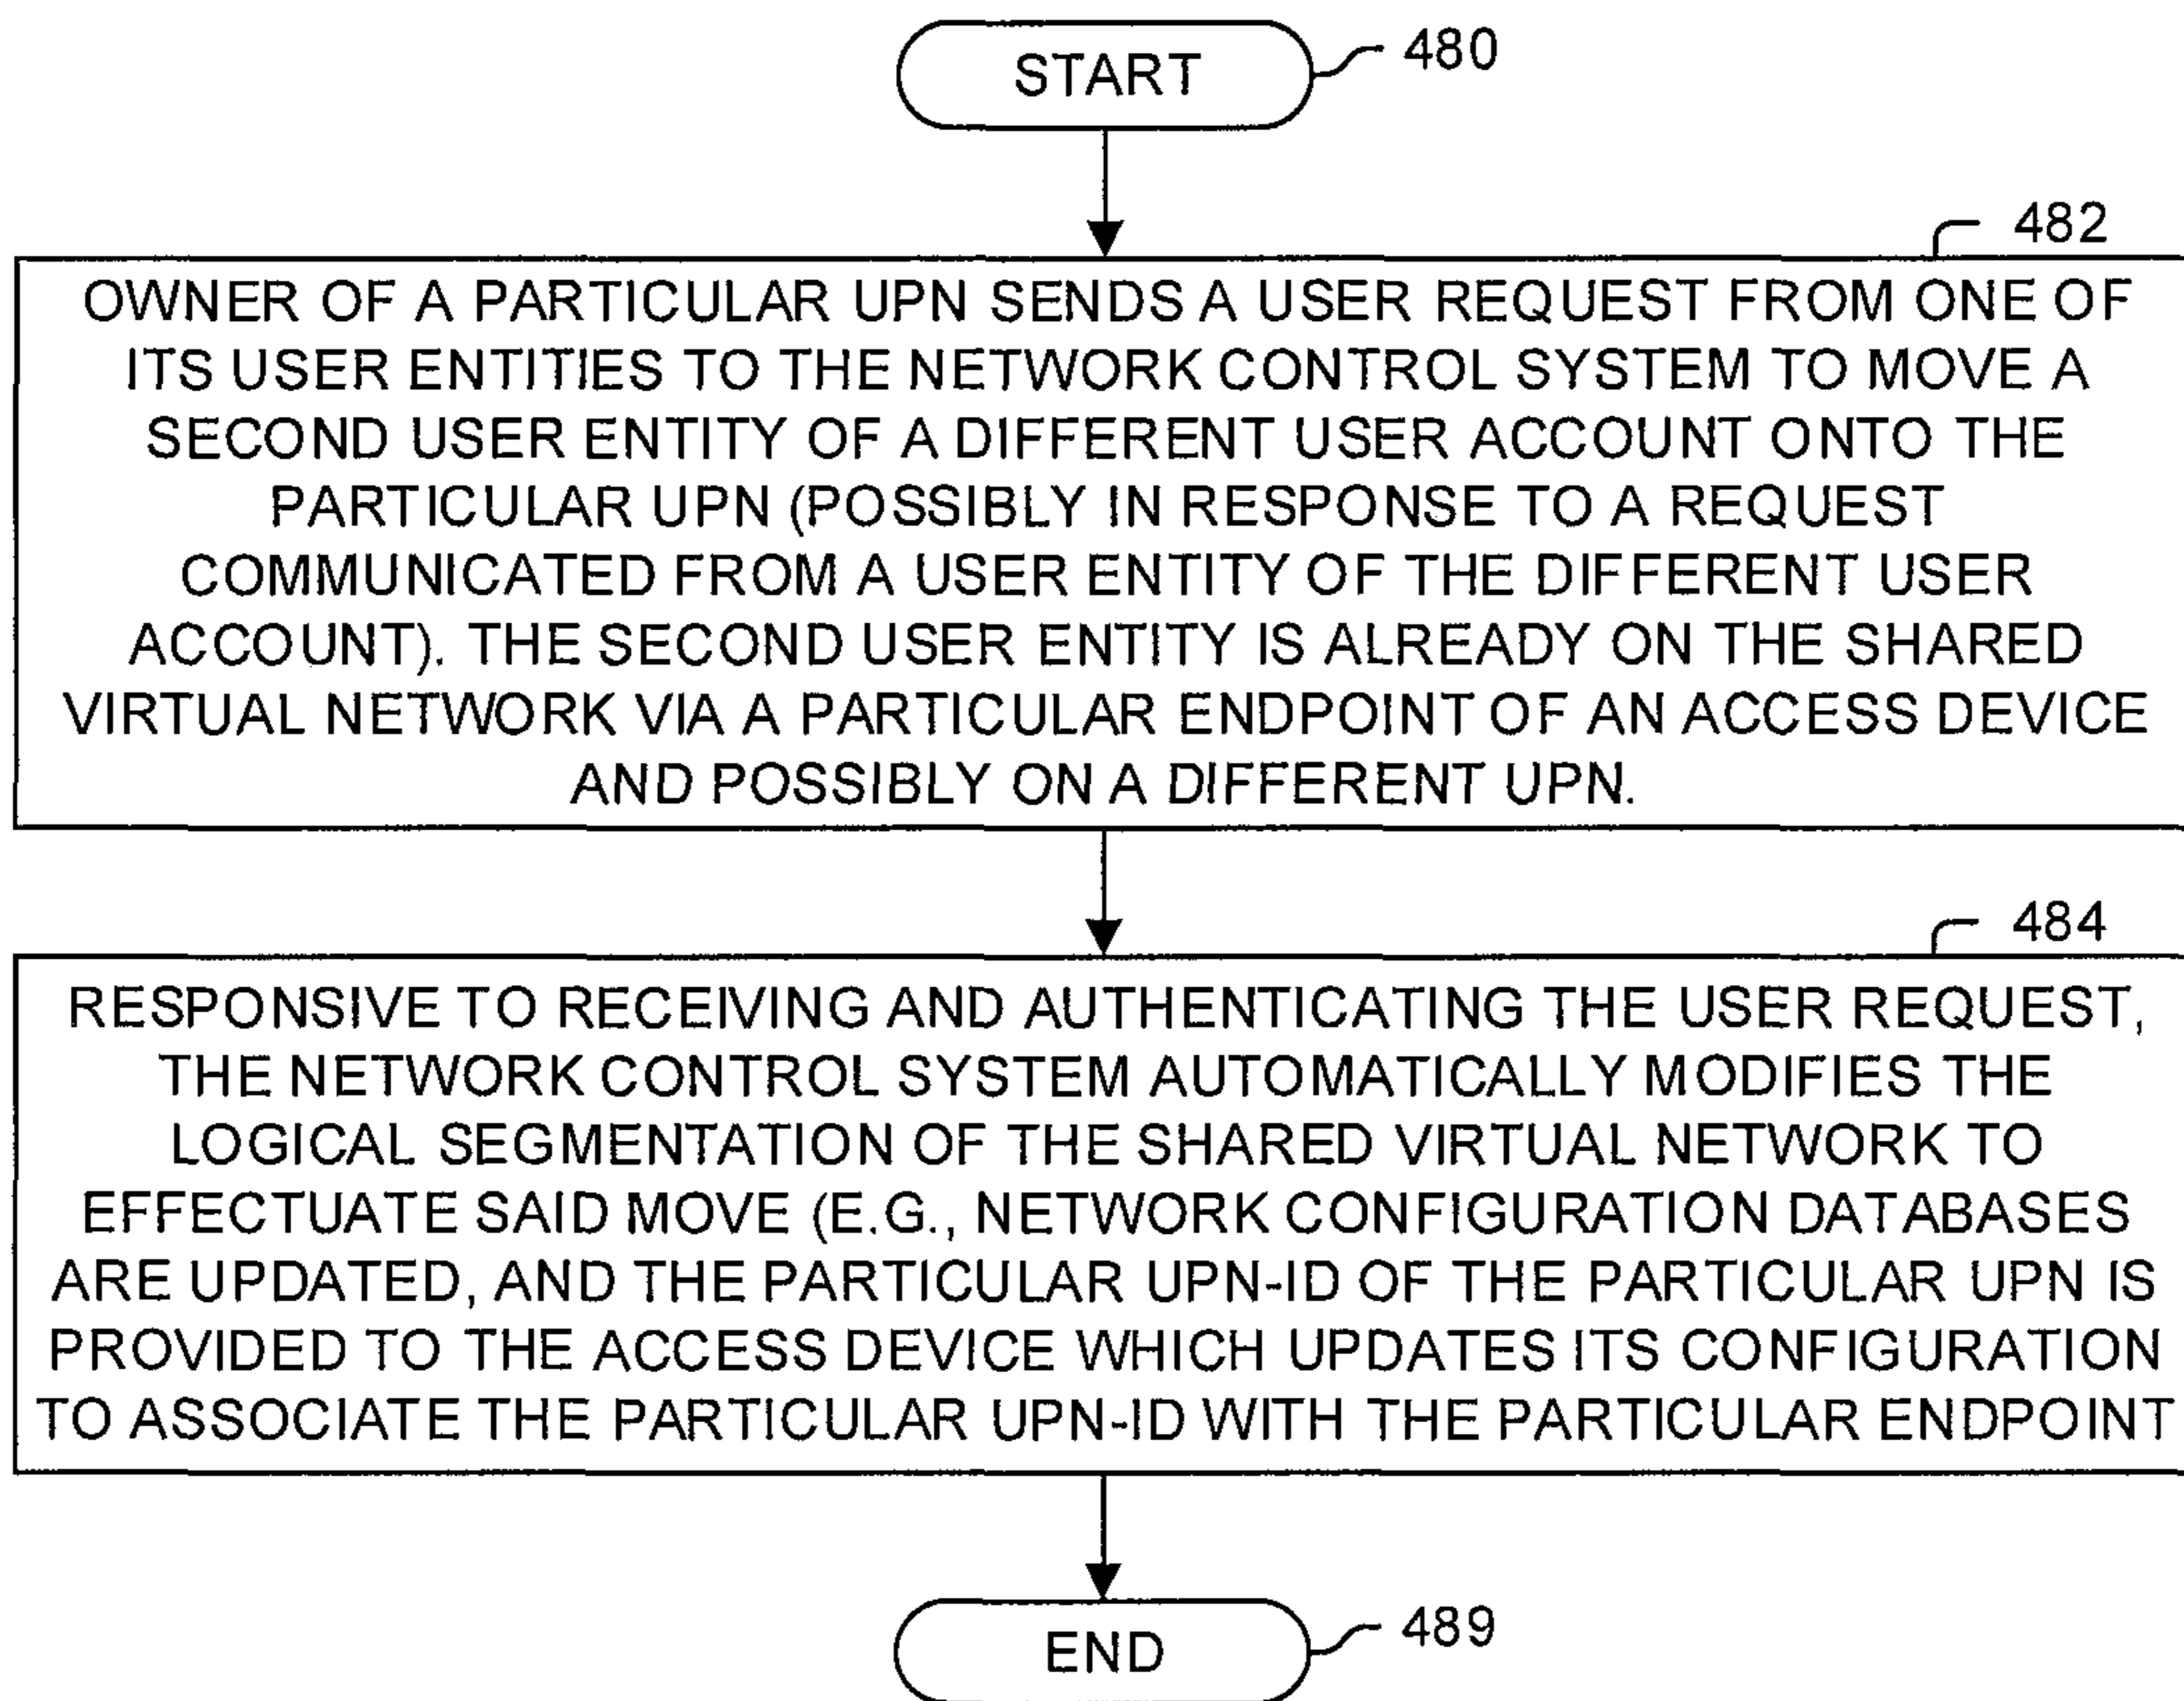 START
480
482
OWNER OF A PARTICULAR UPN SENDS A USER REQUEST FROM ONE OF
ITS USER ENTITIES TO THE NETWORK CONTROL SYSTEM TO MOVE A
SECOND USER ENTITY OF A DIFFERENT USER ACCOUNT ONTO THE
PARTICULAR UPN (POSSIBLY IN RESPONSE TO A REQUEST
COMMUNICATED FROM A USER ENTITY OF THE DIFFERENT USER
ACCOUNT). THE SECOND USER ENTITY IS ALREADY ON THE SHARED
VIRTUAL NETWORK VIA A PARTICULAR ENDPOINT OF AN ACCESS DEVICE
AND POSSIBLY ON A DIFFERENT UPN.
484
RESPONSIVE TO RECEIVING AND AUTHENTICATING THE USER REQUEST,
THE NETWORK CONTROL SYSTEM AUTOMATICALLY MODIFIES THE
LOGICAL SEGMENTATION OF THE SHARED VIRTUAL NETWORK TO
EFFECTUATE SAID MOVE (E.G., NETWORK CONFIGURATION DATABASES
ARE UPDATED, AND THE PARTICULAR UPN-ID OF THE PARTICULAR UPN IS
PROVIDED TO THE ACCESS DEVICE WHICH UPDATES ITS CONFIGURATION
TO ASSOCIATE THE PARTICULAR UPN-ID WITH THE PARTICULAR ENDPOINT
END
489